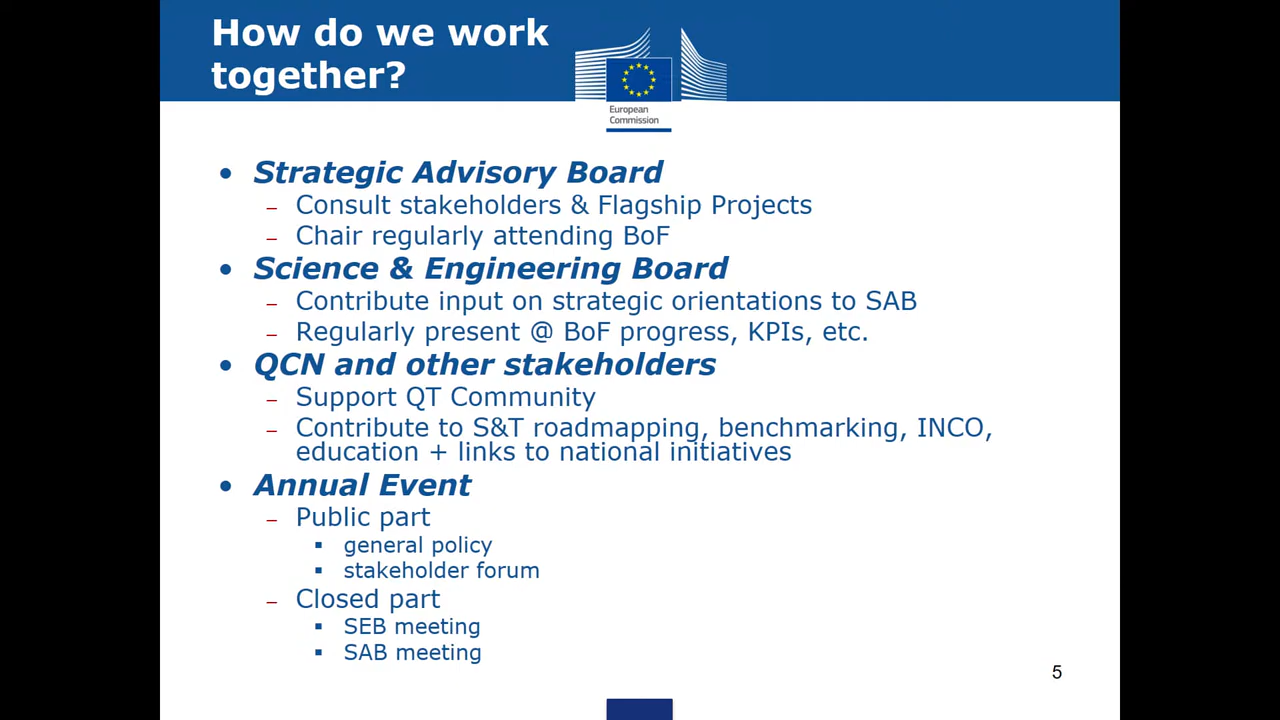 How do we work
together?
European
Commission
• Strategic Advisory Board
– Consult stakeholders & Flagship Projects
– Chair regularly attending BoF
• Science & Engineering Board
– Contribute input on strategic orientations to SAB
– Regularly present @ BoF progress, KPIs, etc.
• QCN and other stakeholders
– Support QT Community
– Contribute to S&T roadmapping, benchmarking, INCO,
education + links to national initiatives
• Annual Event
– Public part
▪ general policy
▪ stakeholder forum
– Closed part
▪ SEB meeting
▪ SAB meeting
5